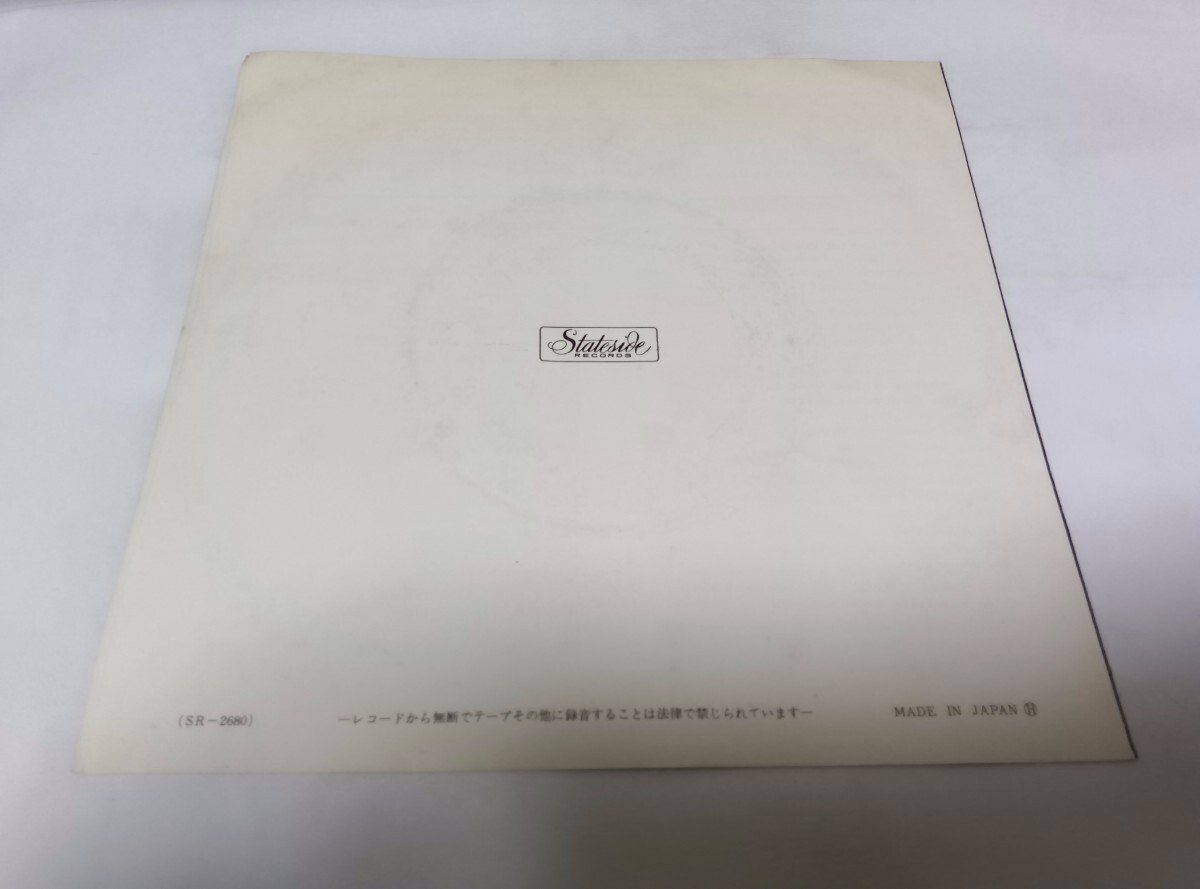 Stateside
RECORDS
(SR-2680)
—レコードから無断でテープその他に録音することは法律で禁じられています—
MADE IN JAPAN